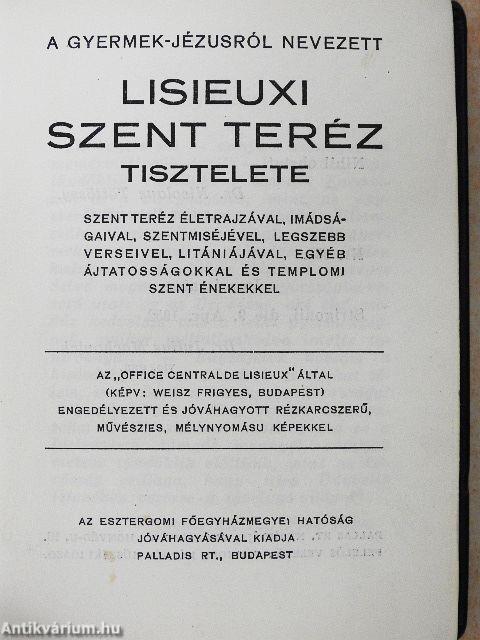 A GYERMEK-JÉZUSRÓL NEVEZETT
LISIEUXI
SZENT TERÉZ
TISZTELETE
SZENT TERÉZ ÉLETRAJZÁVAL, IMÁDSÁ-
GAIVAL, SZENTMISÉJÉVEL, LEGSZEBB
VERSEIVEL, LITÁNIÁJÁVAL, EGYÉB
ÁJTATOSSÁGOKKAL ÉS TEMPLOMI
SZENT ÉNEKEKKEL
AZ „OFFICE CENTRAL DE LISIEUX" ÁLTAL
(KÉPV: WEISZ FRIGYES, BUDAPEST)
ENGEDÉLYEZETT ÉS JÓVÁHAGYOTT RÉZKARCSZERŰ,
MŰVÉSZIES, MÉLYNYOMÁSU KÉPEKKEL
AZ ESZTERGOMI FŐEGYHÁZMEGYEI HATÓSÁG
JÓVÁHAGYÁSÁVAL KIADJA
PALLADIS RT., BUDAPEST
Antikvárium.hu